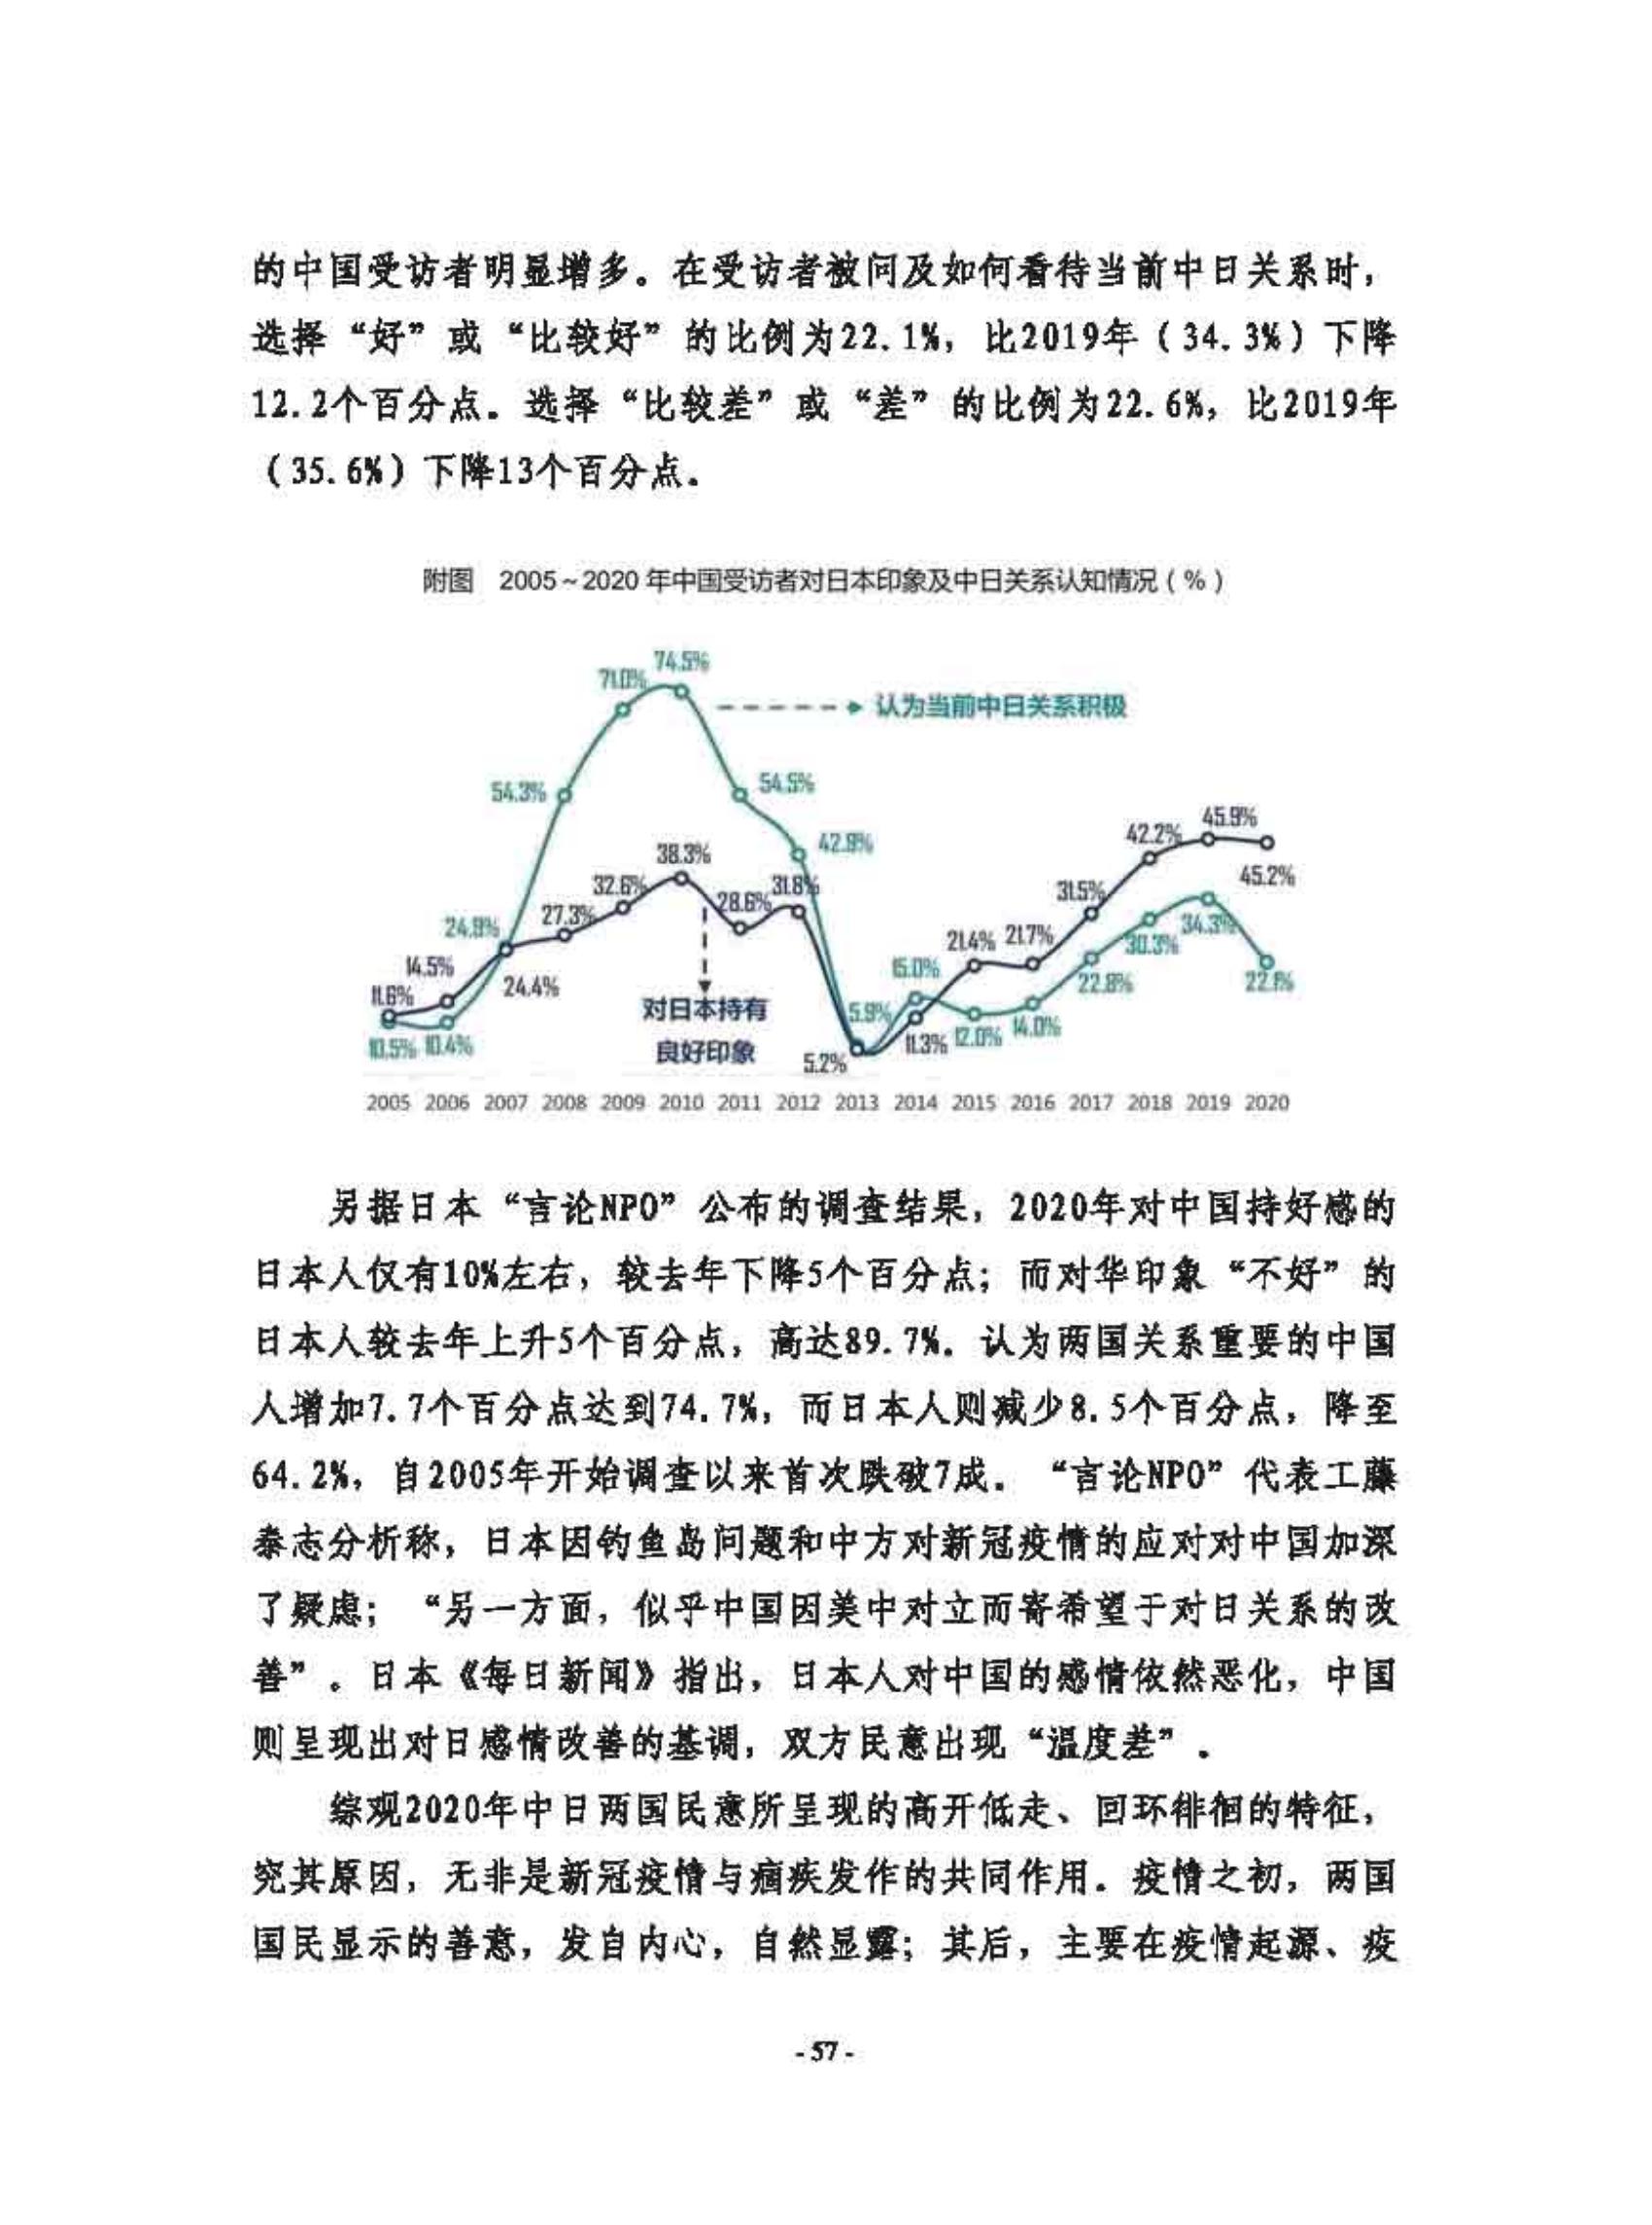 的中国受访者明显增多。在受访者被问及如何看待当前中日关系时，
选择“好”或“比较好”的比例为22.1%，比2019年（34.3%）下降
12.2个百分点。选择“比较差”或“差”的比例为22.6%，比2019年
（35.6%）下降13个百分点。
附图 2005~2020 年中国受访者对日本印象及中日关系认知情况（%）
74.5%
71.0%
认为当前中日关系积极
54.3%
54.5%
45.9%
42.2%
42.9%
38.3%
45.2%
32.6%
31.8%
31.5%
28.6%
27.3%
24.9%
34.3%
21.4% 21.7%
30.3%
14.5%
15.0%
24.4%
22.8%
22.1%
11.6%
对日本持有
良好印象
5.9%
14.0%
12.0%
11.3%
10.5% 10.4%
5.2%
2005 2006 2007 2008 2009 2010 2011 2012 2013 2014 2015 2016 2017 2018 2019 2020
另据日本“言论NPO”公布的调查结果，2020年对中国持好感的
日本人仅有10%左右，较去年下降5个百分点；而对华印象“不好”的
日本人较去年上升5个百分点，高达89.7%。认为两国关系重要的中国
人增加7.7个百分点达到74.7%，而日本人则减少8.5个百分点，降至
64.2%，自2005年开始调查以来首次跌破7成。“言论NPO”代表工藤
泰志分析称，日本因钓鱼岛问题和中方对新冠疫情的应对对中国加深
了疑虑；“另一方面，似乎中国因美中对立而寄希望于对日关系的改
善”。日本《每日新闻》指出，日本人对中国的感情依然恶化，中国
则呈现出对日感情改善的基调，双方民意出现“温度差”。
综观2020年中日两国民意所呈现的高开低走、回环徘徊的特征，
究其原因，无非是新冠疫情与痼疾发作的共同作用。疫情之初，两国
国民显示的善意，发自内心，自然显露；其后，主要在疫情起源、疫
- 57 -